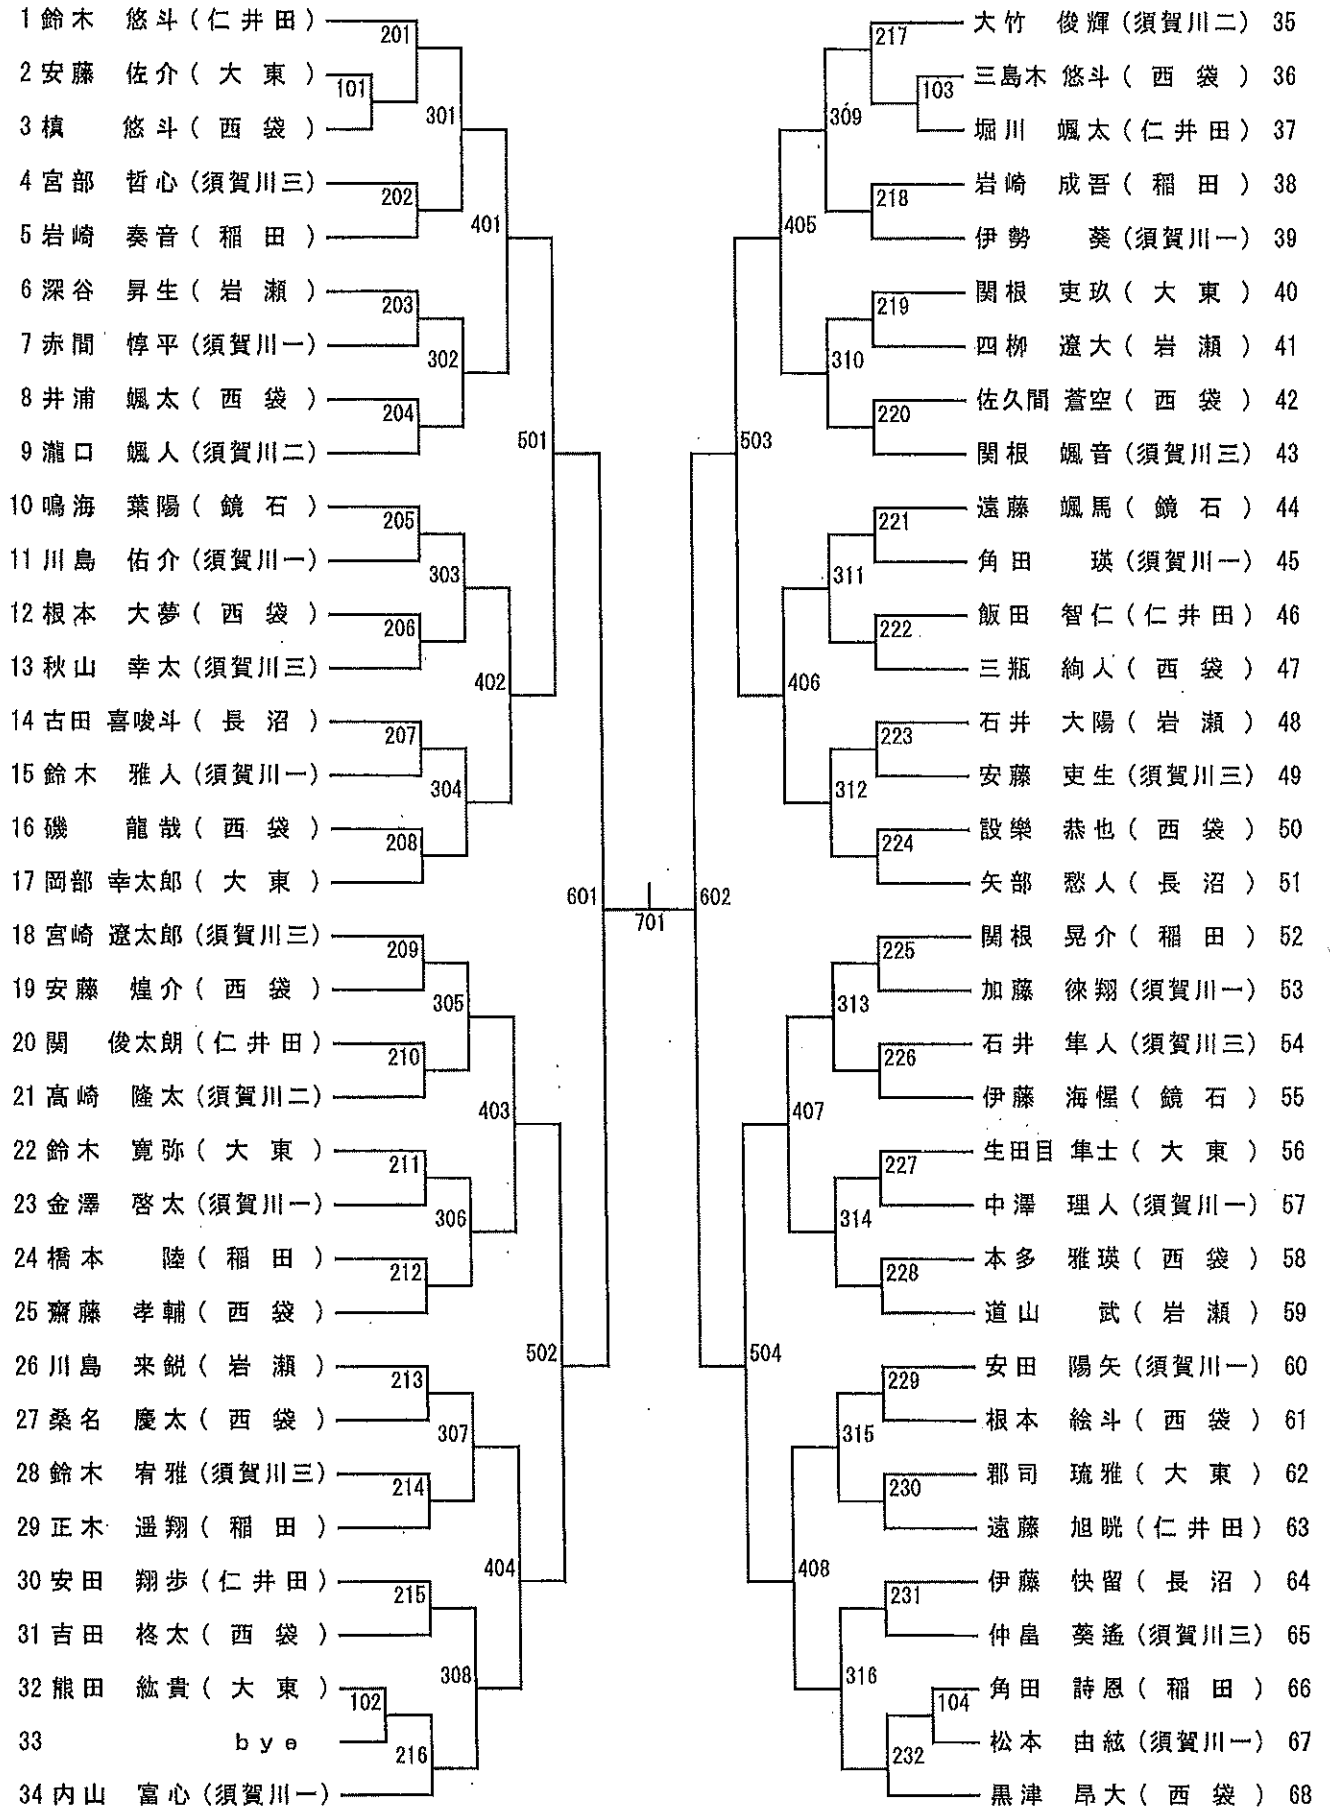 1 鈴木 悠斗 (仁井田)
201
2 安藤 佐介 (大東)
101
3 槙 悠斗 (西袋)
301
4 宮部 哲心 (須賀川三)
202
5 岩崎 奏音 (稲田)
401
6 深谷 昇生 (岩瀬)
203
7 赤間 惇平 (須賀川一)
302
8 井浦 颯太 (西袋)
204
9 瀧口 颯人 (須賀川二)
501
10 鳴海 葉陽 (鏡石)
205
11 川島 佑介 (須賀川一)
303
12 根本 大夢 (西袋)
206
13 秋山 幸太 (須賀川三)
402
14 古田 喜唆斗 (長沼)
207
15 鈴木 雅人 (須賀川一)
304
16 磯 龍哉 (西袋)
208
17 岡部 幸太郎 (大東)
601
18 宮崎 遼太郎 (須賀川三)
209
19 安藤 煌介 (西袋)
305
20 関 俊太朗 (仁井田)
210
21 髙崎 隆太 (須賀川二)
403
22 鈴木 寛弥 (大東)
211
23 金澤 啓太 (須賀川一)
306
24 橋本 陸 (稲田)
212
25 齋藤 孝輔 (西袋)
502
26 川島 来鋭 (岩瀬)
213
27 桑名 慶太 (西袋)
307
28 鈴木 宥雅 (須賀川三)
214
29 正木 遥翔 (稲田)
404
30 安田 翔歩 (仁井田)
215
31 吉田 柊太 (西袋)
308
32 熊田 紘貴 (大東)
102
33 bye
216
34 内山 富心 (須賀川一)
701
大竹 俊輝 (須賀川二) 35
217
三島木 悠斗 (西袋) 36
103
堀川 颯太 (仁井田) 37
309
岩崎 成吾 (稲田) 38
218
伊勢 葵 (須賀川一) 39
405
関根 吏玖 (大東) 40
219
四柳 遼大 (岩瀬) 41
310
佐久間 蒼空 (西袋) 42
220
関根 颯音 (須賀川三) 43
503
遠藤 颯馬 (鏡石) 44
221
角田 瑛 (須賀川一) 45
311
飯田 智仁 (仁井田) 46
222
三瓶 絢人 (西袋) 47
406
石井 大陽 (岩瀬) 48
223
安藤 吏生 (須賀川三) 49
312
設樂 恭也 (西袋) 50
224
矢部 愁人 (長沼) 51
602
関根 晃介 (稲田) 52
225
加藤 徠翔 (須賀川一) 53
313
石井 隼人 (須賀川三) 54
226
伊藤 海惺 (鏡石) 55
407
生田目 隼士 (大東) 56
227
中澤 理人 (須賀川一) 57
314
本多 雅瑛 (西袋) 58
228
道山 武 (岩瀬) 59
504
安田 陽矢 (須賀川一) 60
229
根本 絵斗 (西袋) 61
315
郡司 琉雅 (大東) 62
230
遠藤 旭晄 (仁井田) 63
408
伊藤 快留 (長沼) 64
231
仲畠 葵遙 (須賀川三) 65
316
角田 詩恩 (稲田) 66
104
松本 由絃 (須賀川一) 67
232
黒津 昂大 (西袋) 68